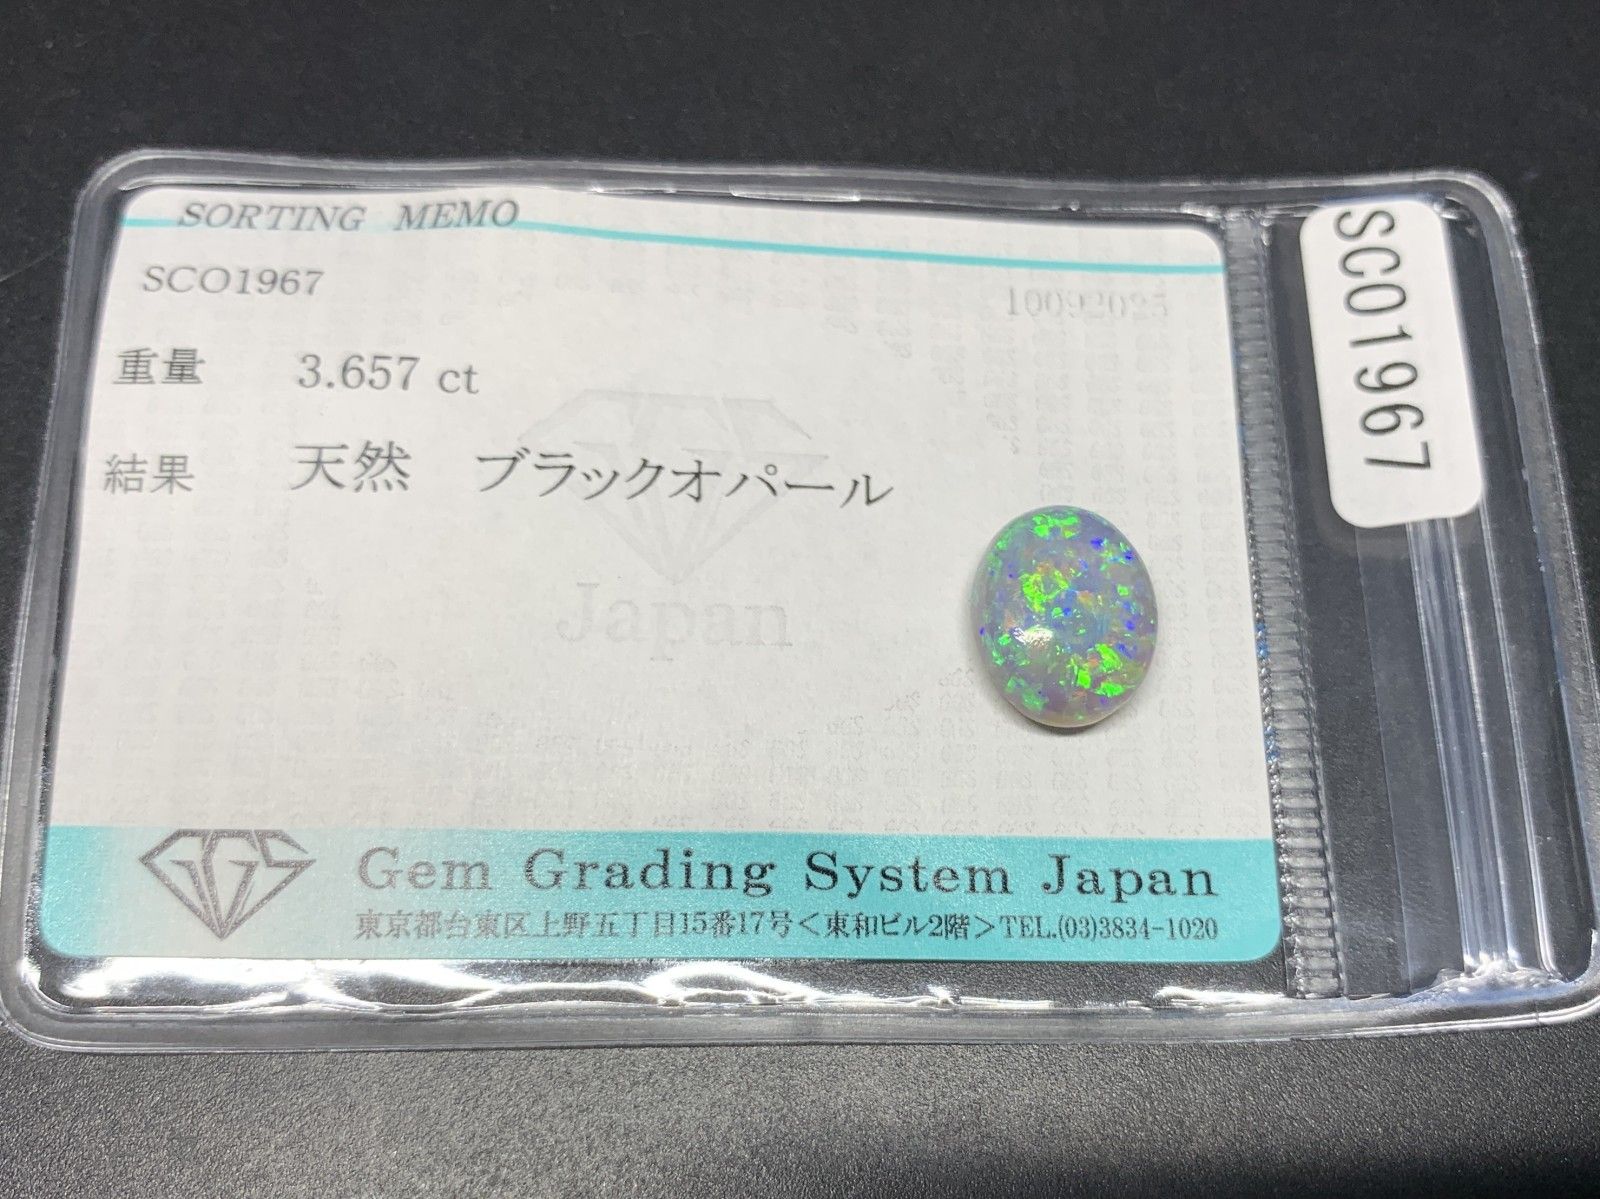 SORTING MEMO
SCO1967
10092025
重量 3.657 ct
結果 天然 ブラックオパール
Japan
GGS
Gem Grading System Japan
東京都台東区上野五丁目15番17号<東和ビル2階>TEL.(03)3834-1020
SCO1967